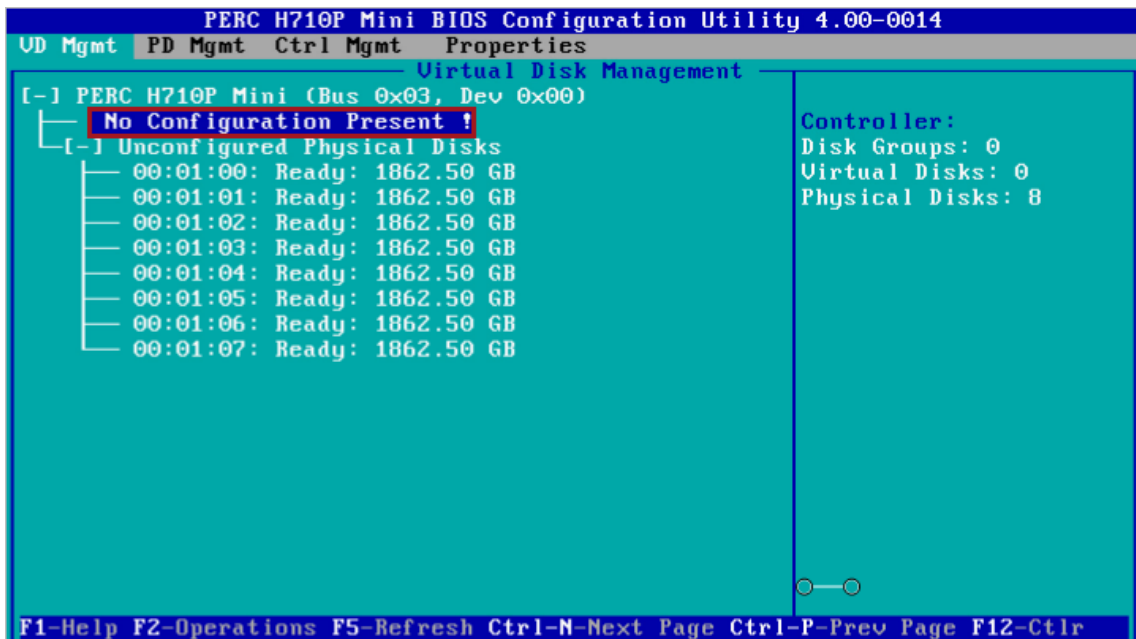 PERC H710P Mini BIOS Configuration Utility 4.00-0014
VD Mgmt PD Mgmt Ctrl Mgmt Properties
Virtual Disk Management
[-] PERC H710P Mini (Bus 0x03, Dev 0x00)
No Configuration Present !
[-] Unconfigured Physical Disks
00:01:00: Ready: 1862.50 GB
00:01:01: Ready: 1862.50 GB
00:01:02: Ready: 1862.50 GB
00:01:03: Ready: 1862.50 GB
00:01:04: Ready: 1862.50 GB
00:01:05: Ready: 1862.50 GB
00:01:06: Ready: 1862.50 GB
00:01:07: Ready: 1862.50 GB
Controller:
Disk Groups: 0
Virtual Disks: 0
Physical Disks: 8
F1-Help F2-Operations F5-Refresh Ctrl-N-Next Page Ctrl-P-Prev Page F12-Ctlr